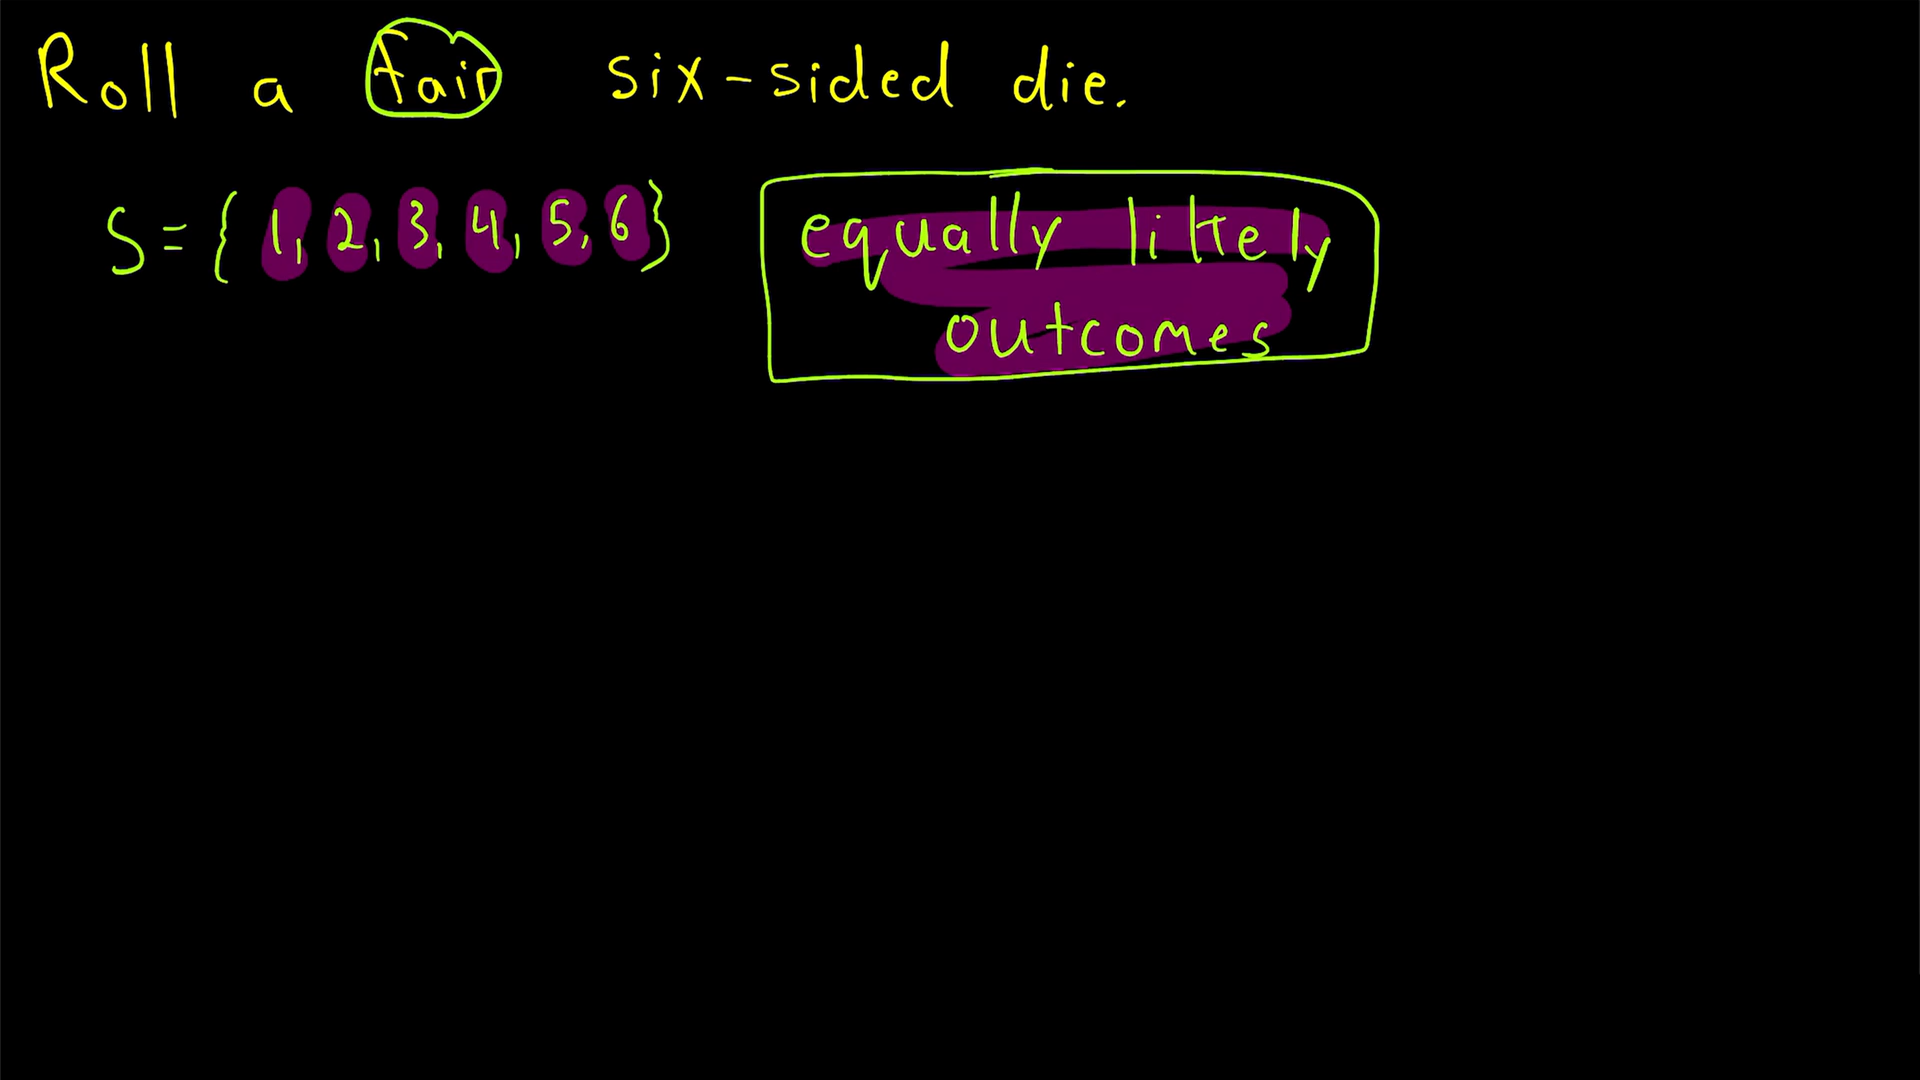 Roll a fair six-sided die.
S = { 1, 2, 3, 4, 5, 6 }
equally likely
outcomes